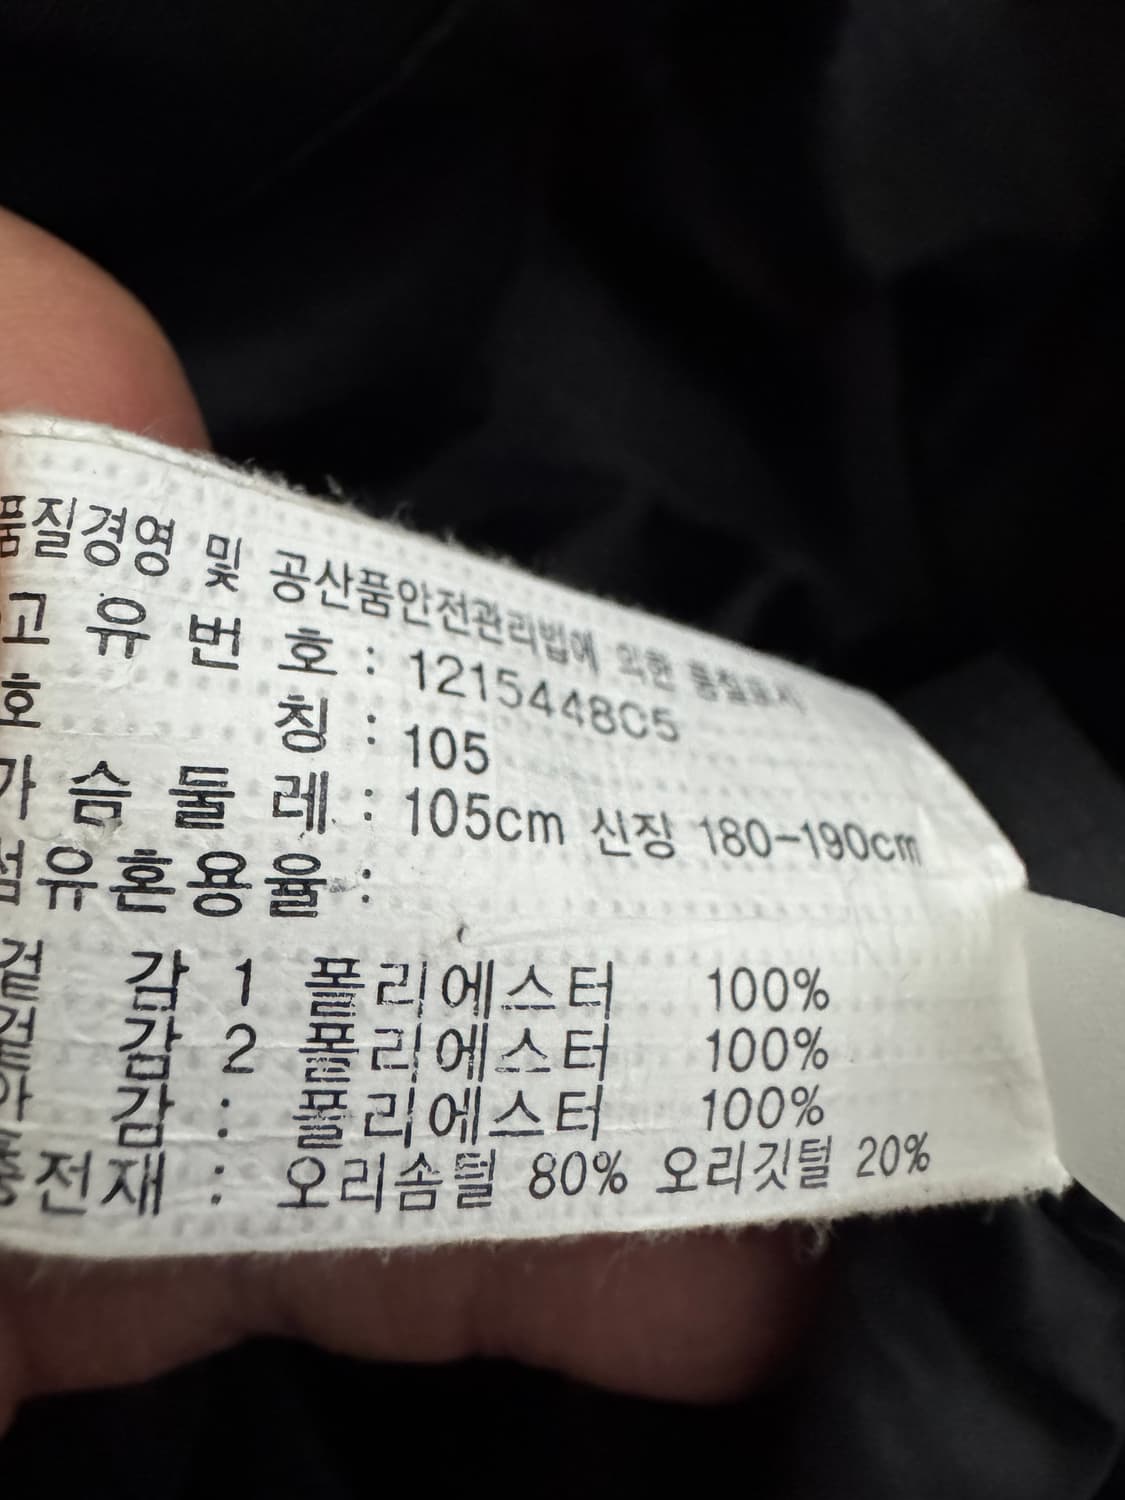 품질경영 및 공산품안전관리법에 의한 품질표시
고 유 번 호 : 1215448C5
호 칭 : 105
가 슴 둘 레 : 105cm 신장 180-190cm
섬유혼용율 :
겉 감 1 폴리에스터 100%
겉 감 2 폴리에스터 100%
안 감 : 폴리에스터 100%
충전재 : 오리솜털 80% 오리깃털 20%